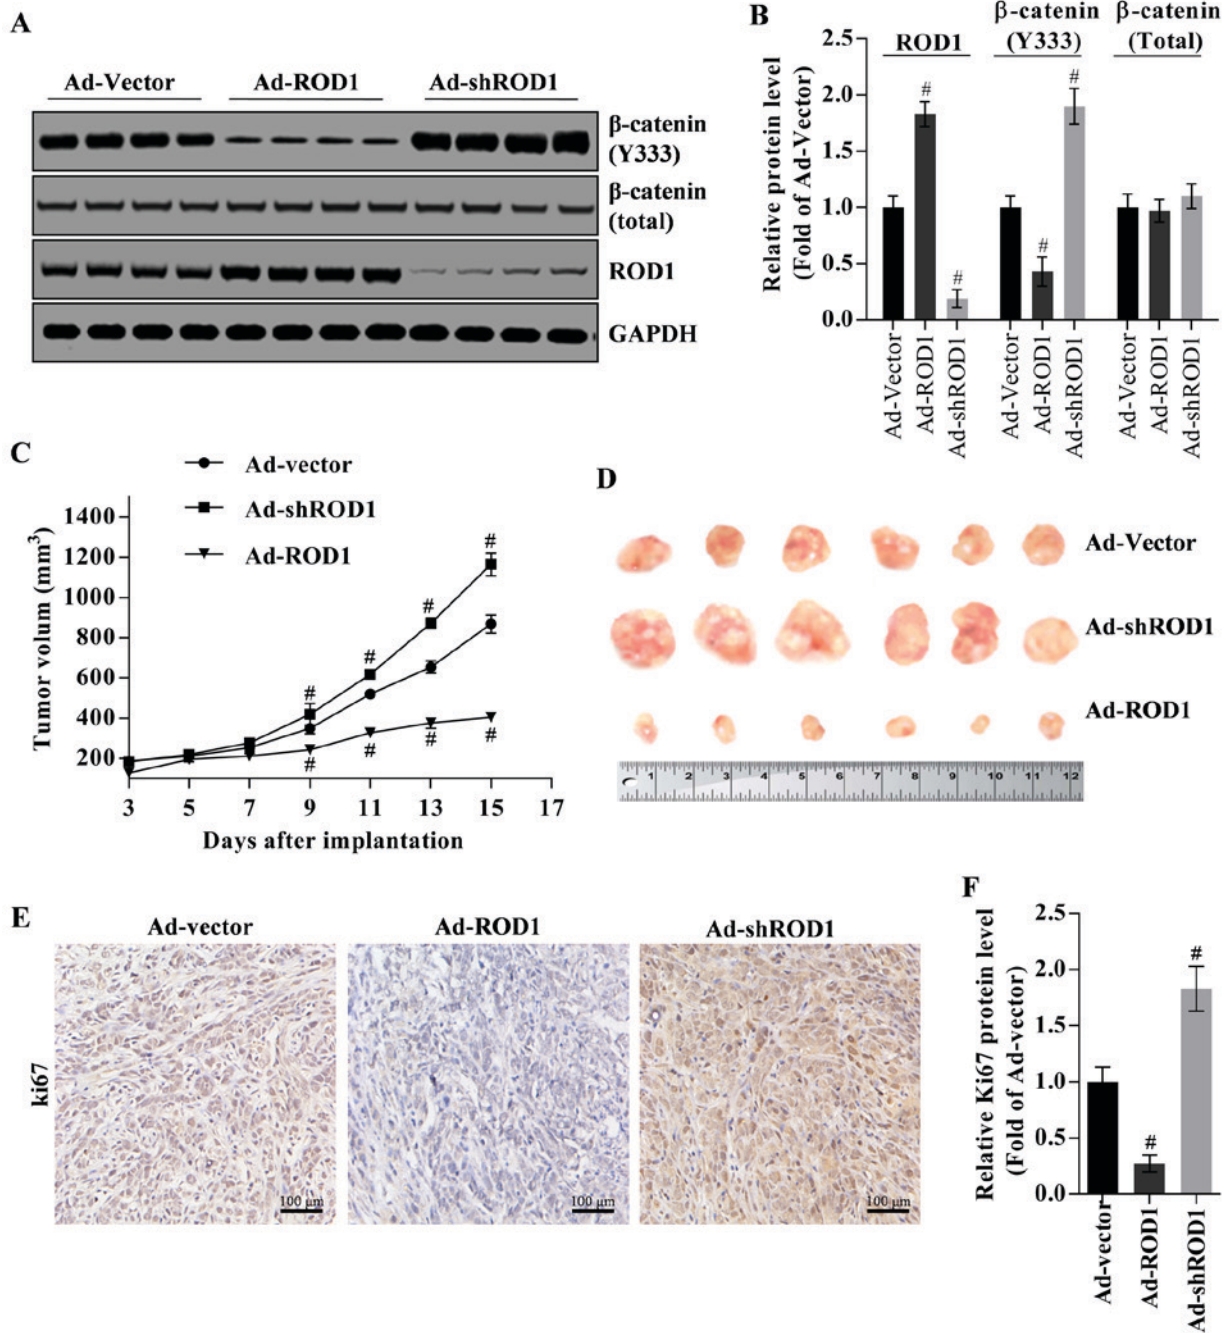 A
Ad-Vector Ad-ROD1 Ad-shROD1
β-catenin
(Y333)
β-catenin
(total)
ROD1
GAPDH
B
ROD1
β-catenin
(Y333)
β-catenin
(Total)
Relative protein level
(Fold of Ad-Vector)
2.5
2.0
1.5
1.0
0.5
0.0
# # # #
Ad-Vector
Ad-ROD1
Ad-shROD1
Ad-Vector
Ad-ROD1
Ad-shROD1
Ad-Vector
Ad-ROD1
Ad-shROD1
C
Ad-vector
Ad-shROD1
Ad-ROD1
Tumor volum (mm³)
1400
1200
1000
800
600
400
200
# # # #
# # # #
3 5 7 9 11 13 15 17
Days after implantation
D
Ad-Vector
Ad-shROD1
Ad-ROD1
1 2 3 4 5 6 7 8 9 10 11 12
E
Ad-vector Ad-ROD1 Ad-shROD1
ki67
100 μm 100 μm 100 μm
F
Relative Ki67 protein level
(Fold of Ad-vector)
2.5
2.0
1.5
1.0
0.5
0.0
# #
Ad-vector
Ad-ROD1
Ad-shROD1